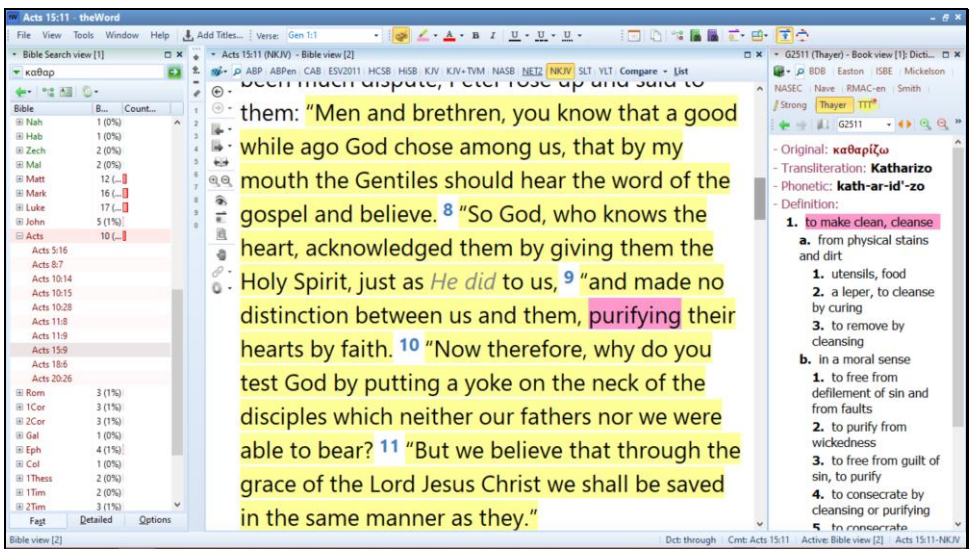 Acts 15:11 - theWord
File View Tools Window Help Add Titles... Verse: Gen 1:1 B I U U U
Bible Search view [1]
καθαρ
Bible B... Count...
Nah 1 (0%)
Hab 1 (0%)
Zech 2 (0%)
Mal 2 (0%)
Matt 12 (...
Mark 16 (...
Luke 17 (...
John 5 (1%)
Acts 10 (...
Acts 5:16
Acts 8:7
Acts 10:14
Acts 10:15
Acts 10:28
Acts 11:8
Acts 11:9
Acts 15:9
Acts 18:6
Acts 20:26
Rom 3 (1%)
1Cor 3 (1%)
2Cor 3 (1%)
Gal 1 (0%)
Eph 4 (1%)
Col 1 (0%)
1Thess 2 (0%)
1Tim 2 (0%)
2Tim 3 (1%)
Fast Detailed Options
Acts 15:11 (NKJV) - Bible view [2]
ABP ABPen CAB ESV2011 HCSB HiSB KJV KJV+TVM NASB NET2 NKJV SLT YLT Compare List
been much dispute, Peter rose up and said to
them: “Men and brethren, you know that a good
while ago God chose among us, that by my
mouth the Gentiles should hear the word of the
gospel and believe. 8 “So God, who knows the
heart, acknowledged them by giving them the
Holy Spirit, just as He did to us, 9 “and made no
distinction between us and them, purifying their
hearts by faith. 10 “Now therefore, why do you
test God by putting a yoke on the neck of the
disciples which neither our fathers nor we were
able to bear? 11 “But we believe that through the
grace of the Lord Jesus Christ we shall be saved
in the same manner as they.”
G2511 (Thayer) - Book view [1]: Dicti...
BDB Easton ISBE Mickelson
NASEC Nave RMAC-en Smith
Strong Thayer TTT
G2511
- Original: καθαρίζω
- Transliteration: Katharizo
- Phonetic: kath-ar-id'-zo
- Definition:
1. to make clean, cleanse
a. from physical stains
and dirt
1. utensils, food
2. a leper, to cleanse
by curing
3. to remove by
cleansing
b. in a moral sense
1. to free from
defilement of sin and
from faults
2. to purify from
wickedness
3. to free from guilt of
sin, to purify
4. to consecrate by
cleansing or purifying
5. to consecrate,
Bible view [2] Dct: through Cmt: Acts 15:11 Active: Bible view [2] Acts 15:11-NKJV